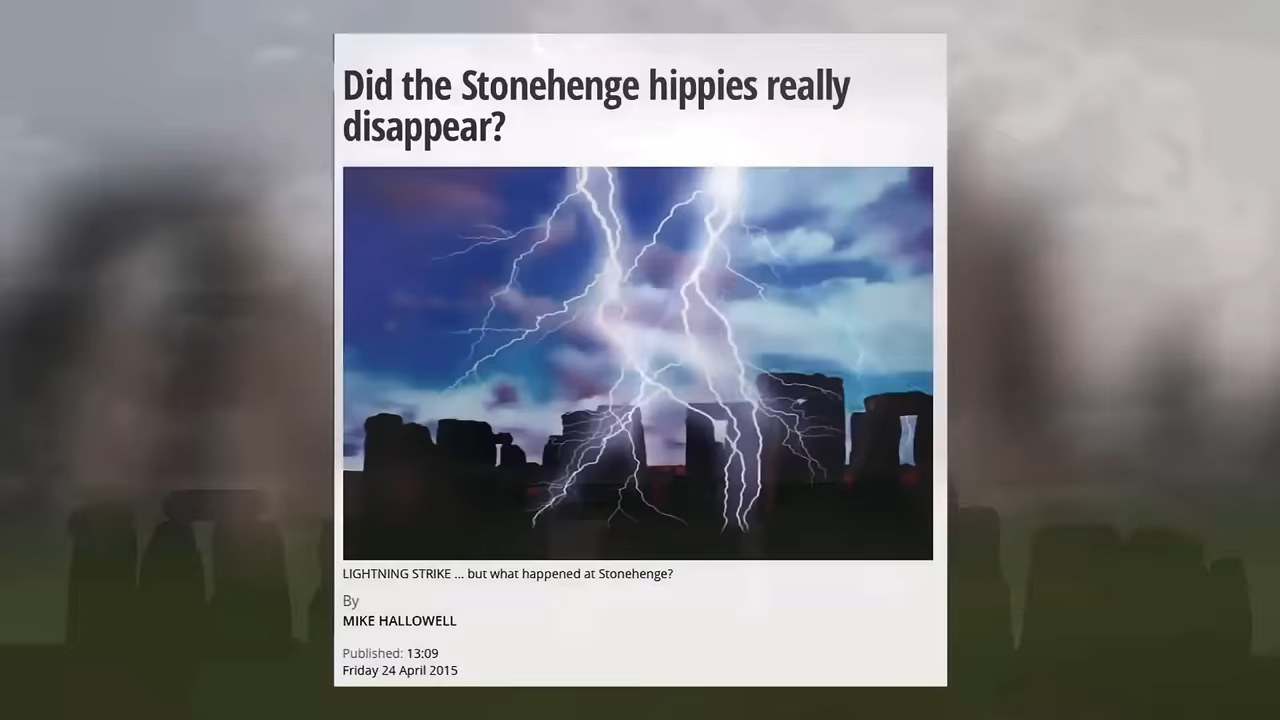 Did the Stonehenge hippies really
disappear?
LIGHTNING STRIKE ... but what happened at Stonehenge?
By
MIKE HALLOWELL
Published: 13:09
Friday 24 April 2015